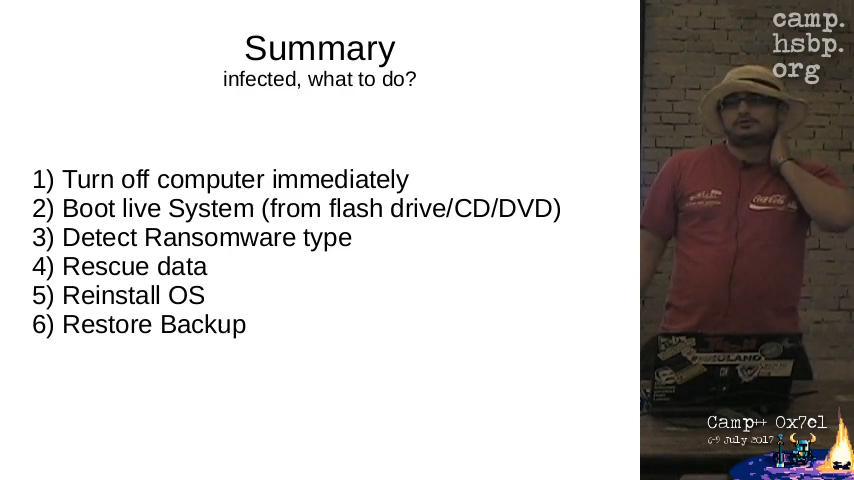 Summary
infected, what to do?
1) Turn off computer immediately
2) Boot live System (from flash drive/CD/DVD)
3) Detect Ransomware type
4) Rescue data
5) Reinstall OS
6) Restore Backup
camp.
hsbp.
org
Coca-Cola
Camp++ 0x7e1
6-9 July 2017